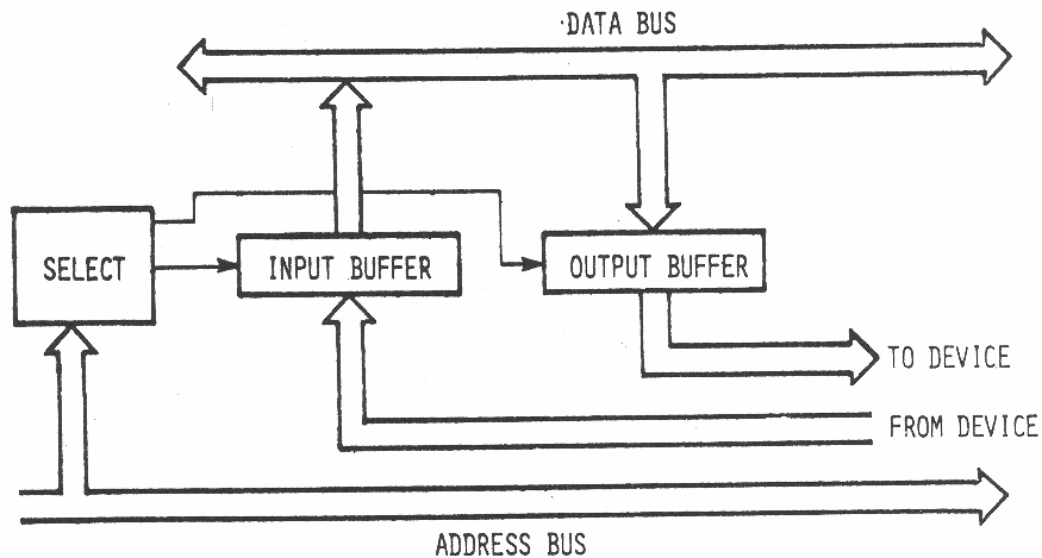 DATA BUS
SELECT
INPUT BUFFER
OUTPUT BUFFER
TO DEVICE
FROM DEVICE
ADDRESS BUS